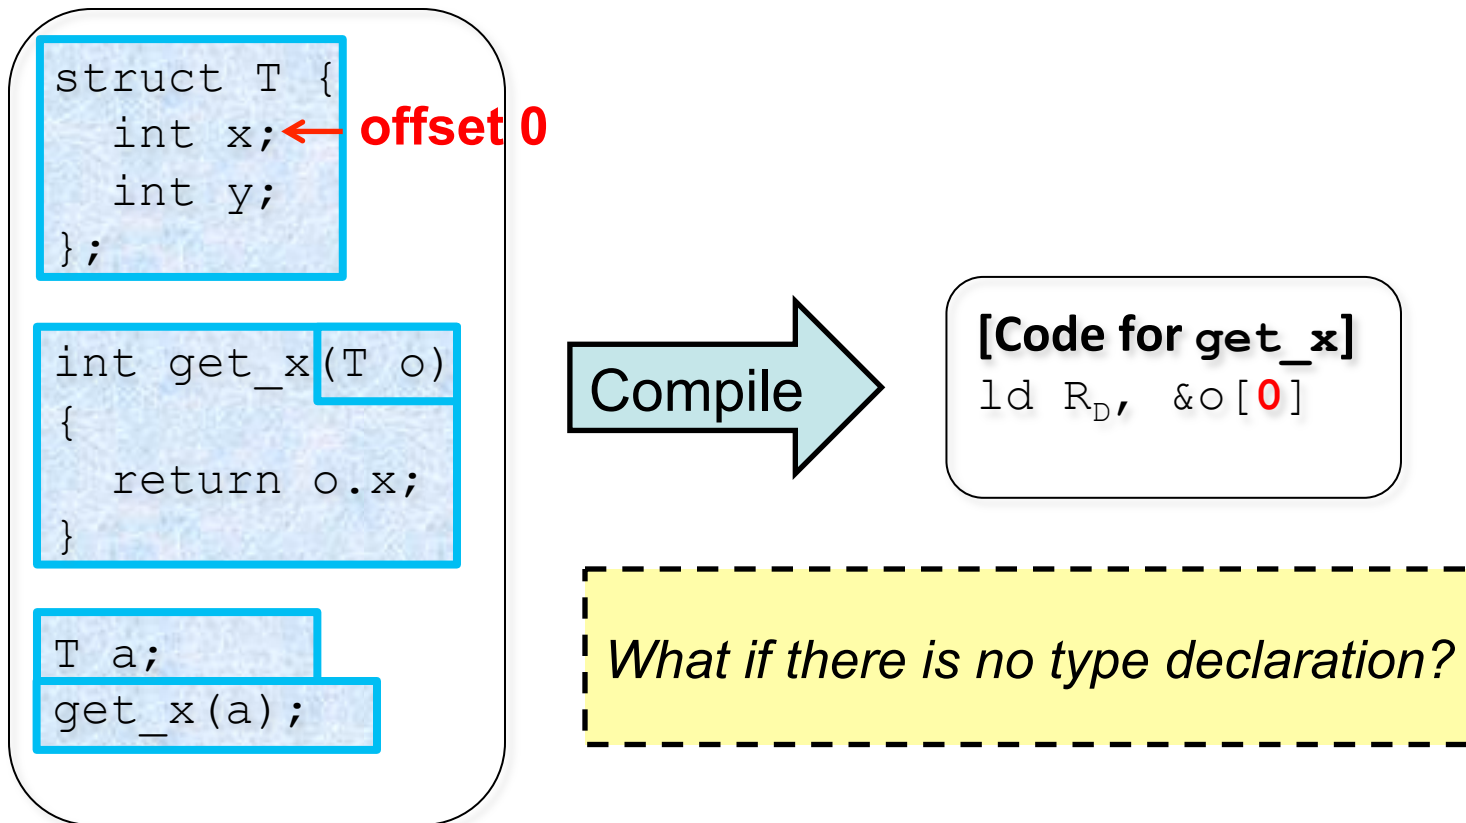 struct T {
int x;
offset 0
int y;
};
int get_x(T o)
{
return o.x;
}
T a;
get_x(a);
Compile
[Code for get_x]
ld R_D, &o[0]
What if there is no type declaration?